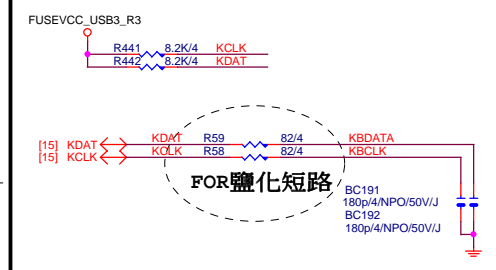 FUSEVCC_USB3_R3
R441 8.2K/4 KCLK
R442 8.2K/4 KDAT
[15] KDAT KDAT R59 82/4 KBDATA
[15] KCLK KCLK R58 82/4 KBCLK
FOR鹽化短路
BC191
180p/4/NPO/50V/J
BC192
180p/4/NPO/50V/J